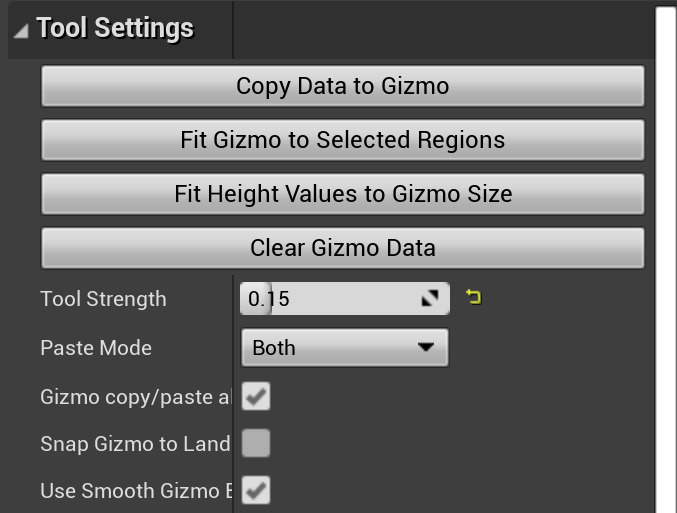 Tool Settings
Copy Data to Gizmo
Fit Gizmo to Selected Regions
Fit Height Values to Gizmo Size
Clear Gizmo Data
Tool Strength 0.15
Paste Mode Both
Gizmo copy/paste al
Snap Gizmo to Land
Use Smooth Gizmo B